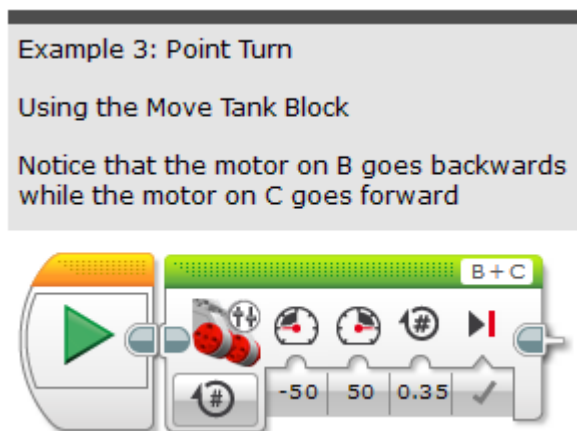 Example 3: Point Turn
Using the Move Tank Block
Notice that the motor on B goes backwards
while the motor on C goes forward
B + C
#
#
-50 50 0.35